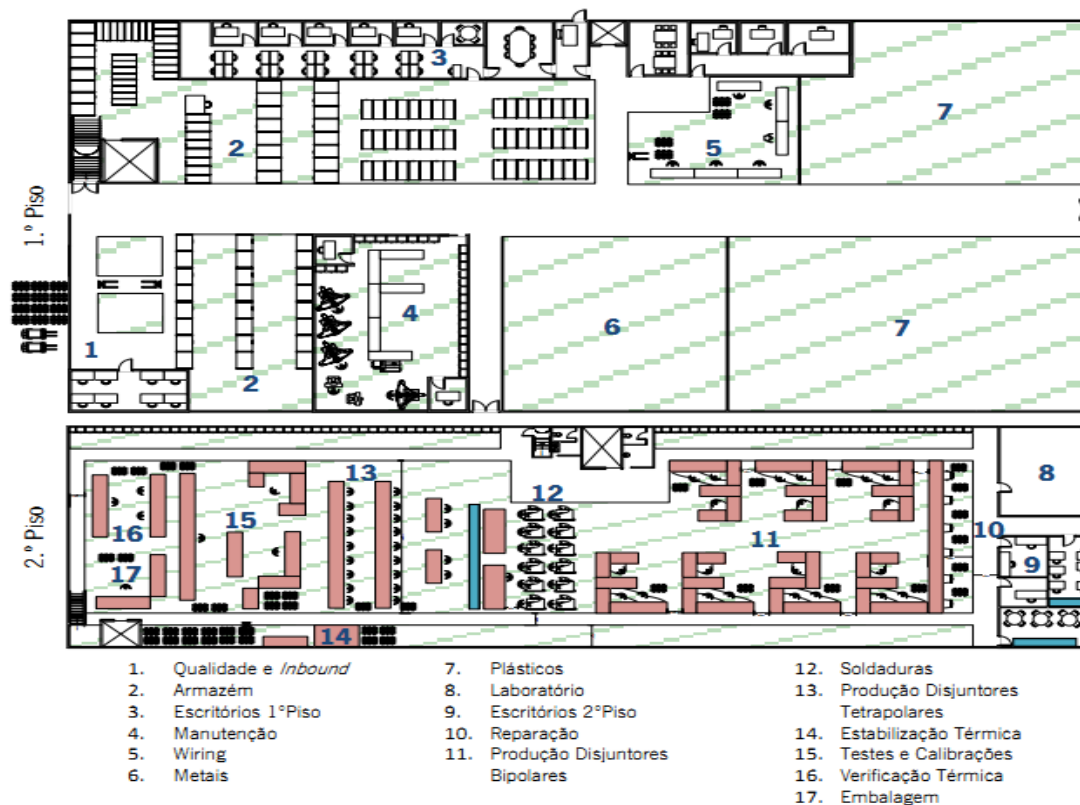 3
7
2
5
1.º Piso
4
6
7
1
2
13
12
8
16
15
11
10
2.º Piso
17
9
14
1. Qualidade e Inbound
2. Armazém
3. Escritórios 1°Piso
4. Manutenção
5. Wiring
6. Metais
7. Plásticos
8. Laboratório
9. Escritórios 2°Piso
10. Reparação
11. Produção Disjuntores
Bipolares
12. Soldaduras
13. Produção Disjuntores
Tetrapolares
14. Estabilização Térmica
15. Testes e Calibrações
16. Verificação Térmica
17. Embalagem